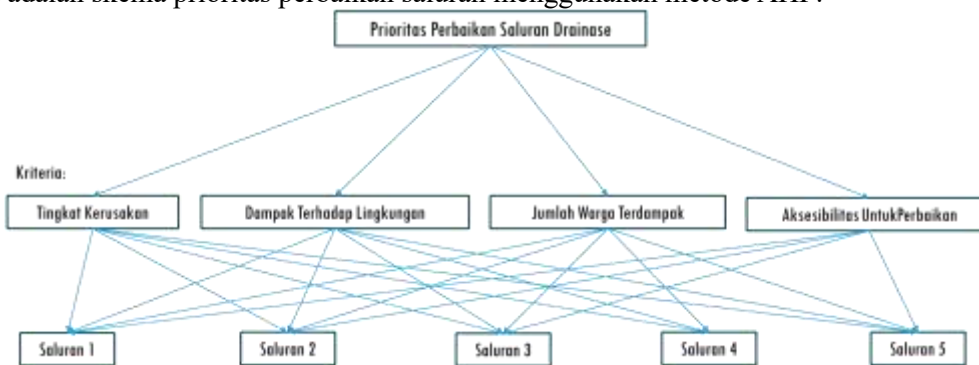 adalah skema prioritas perbaikan saluran menggunakan metode AHP.
Prioritas Perbaikan Saluran Drainase
Kriteria:
Tingkat Kerusakan
Dampak Terhadap Lingkungan
Jumlah Warga Terdampak
Aksesibilitas UntukPerbaikan
Saluran 1
Saluran 2
Saluran 3
Saluran 4
Saluran 5